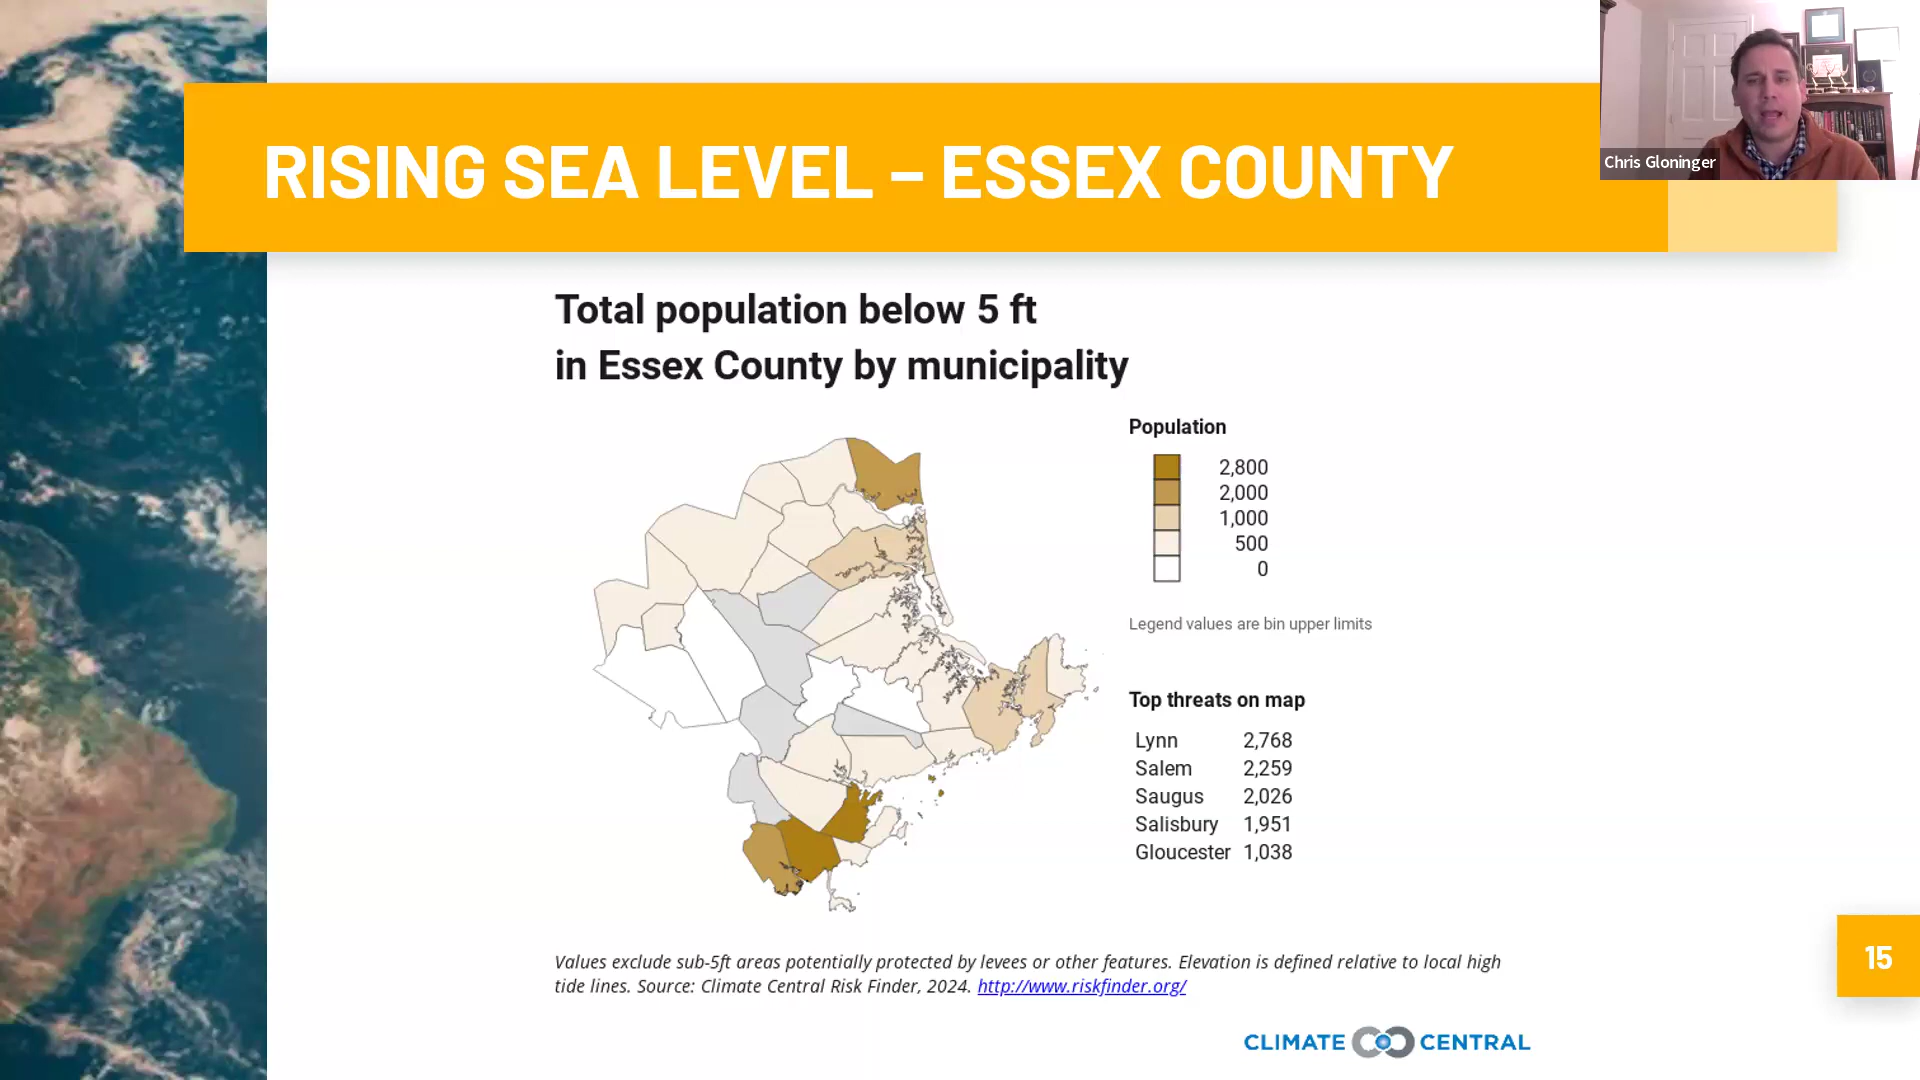 Chris Gloninger
RISING SEA LEVEL – ESSEX COUNTY
Total population below 5 ft
in Essex County by municipality
Population
2,800
2,000
1,000
500
0
Legend values are bin upper limits
Top threats on map
Lynn 2,768
Salem 2,259
Saugus 2,026
Salisbury 1,951
Gloucester 1,038
Values exclude sub-5ft areas potentially protected by levees or other features. Elevation is defined relative to local high
tide lines. Source: Climate Central Risk Finder, 2024. http://www.riskfinder.org/
15
CLIMATE CENTRAL